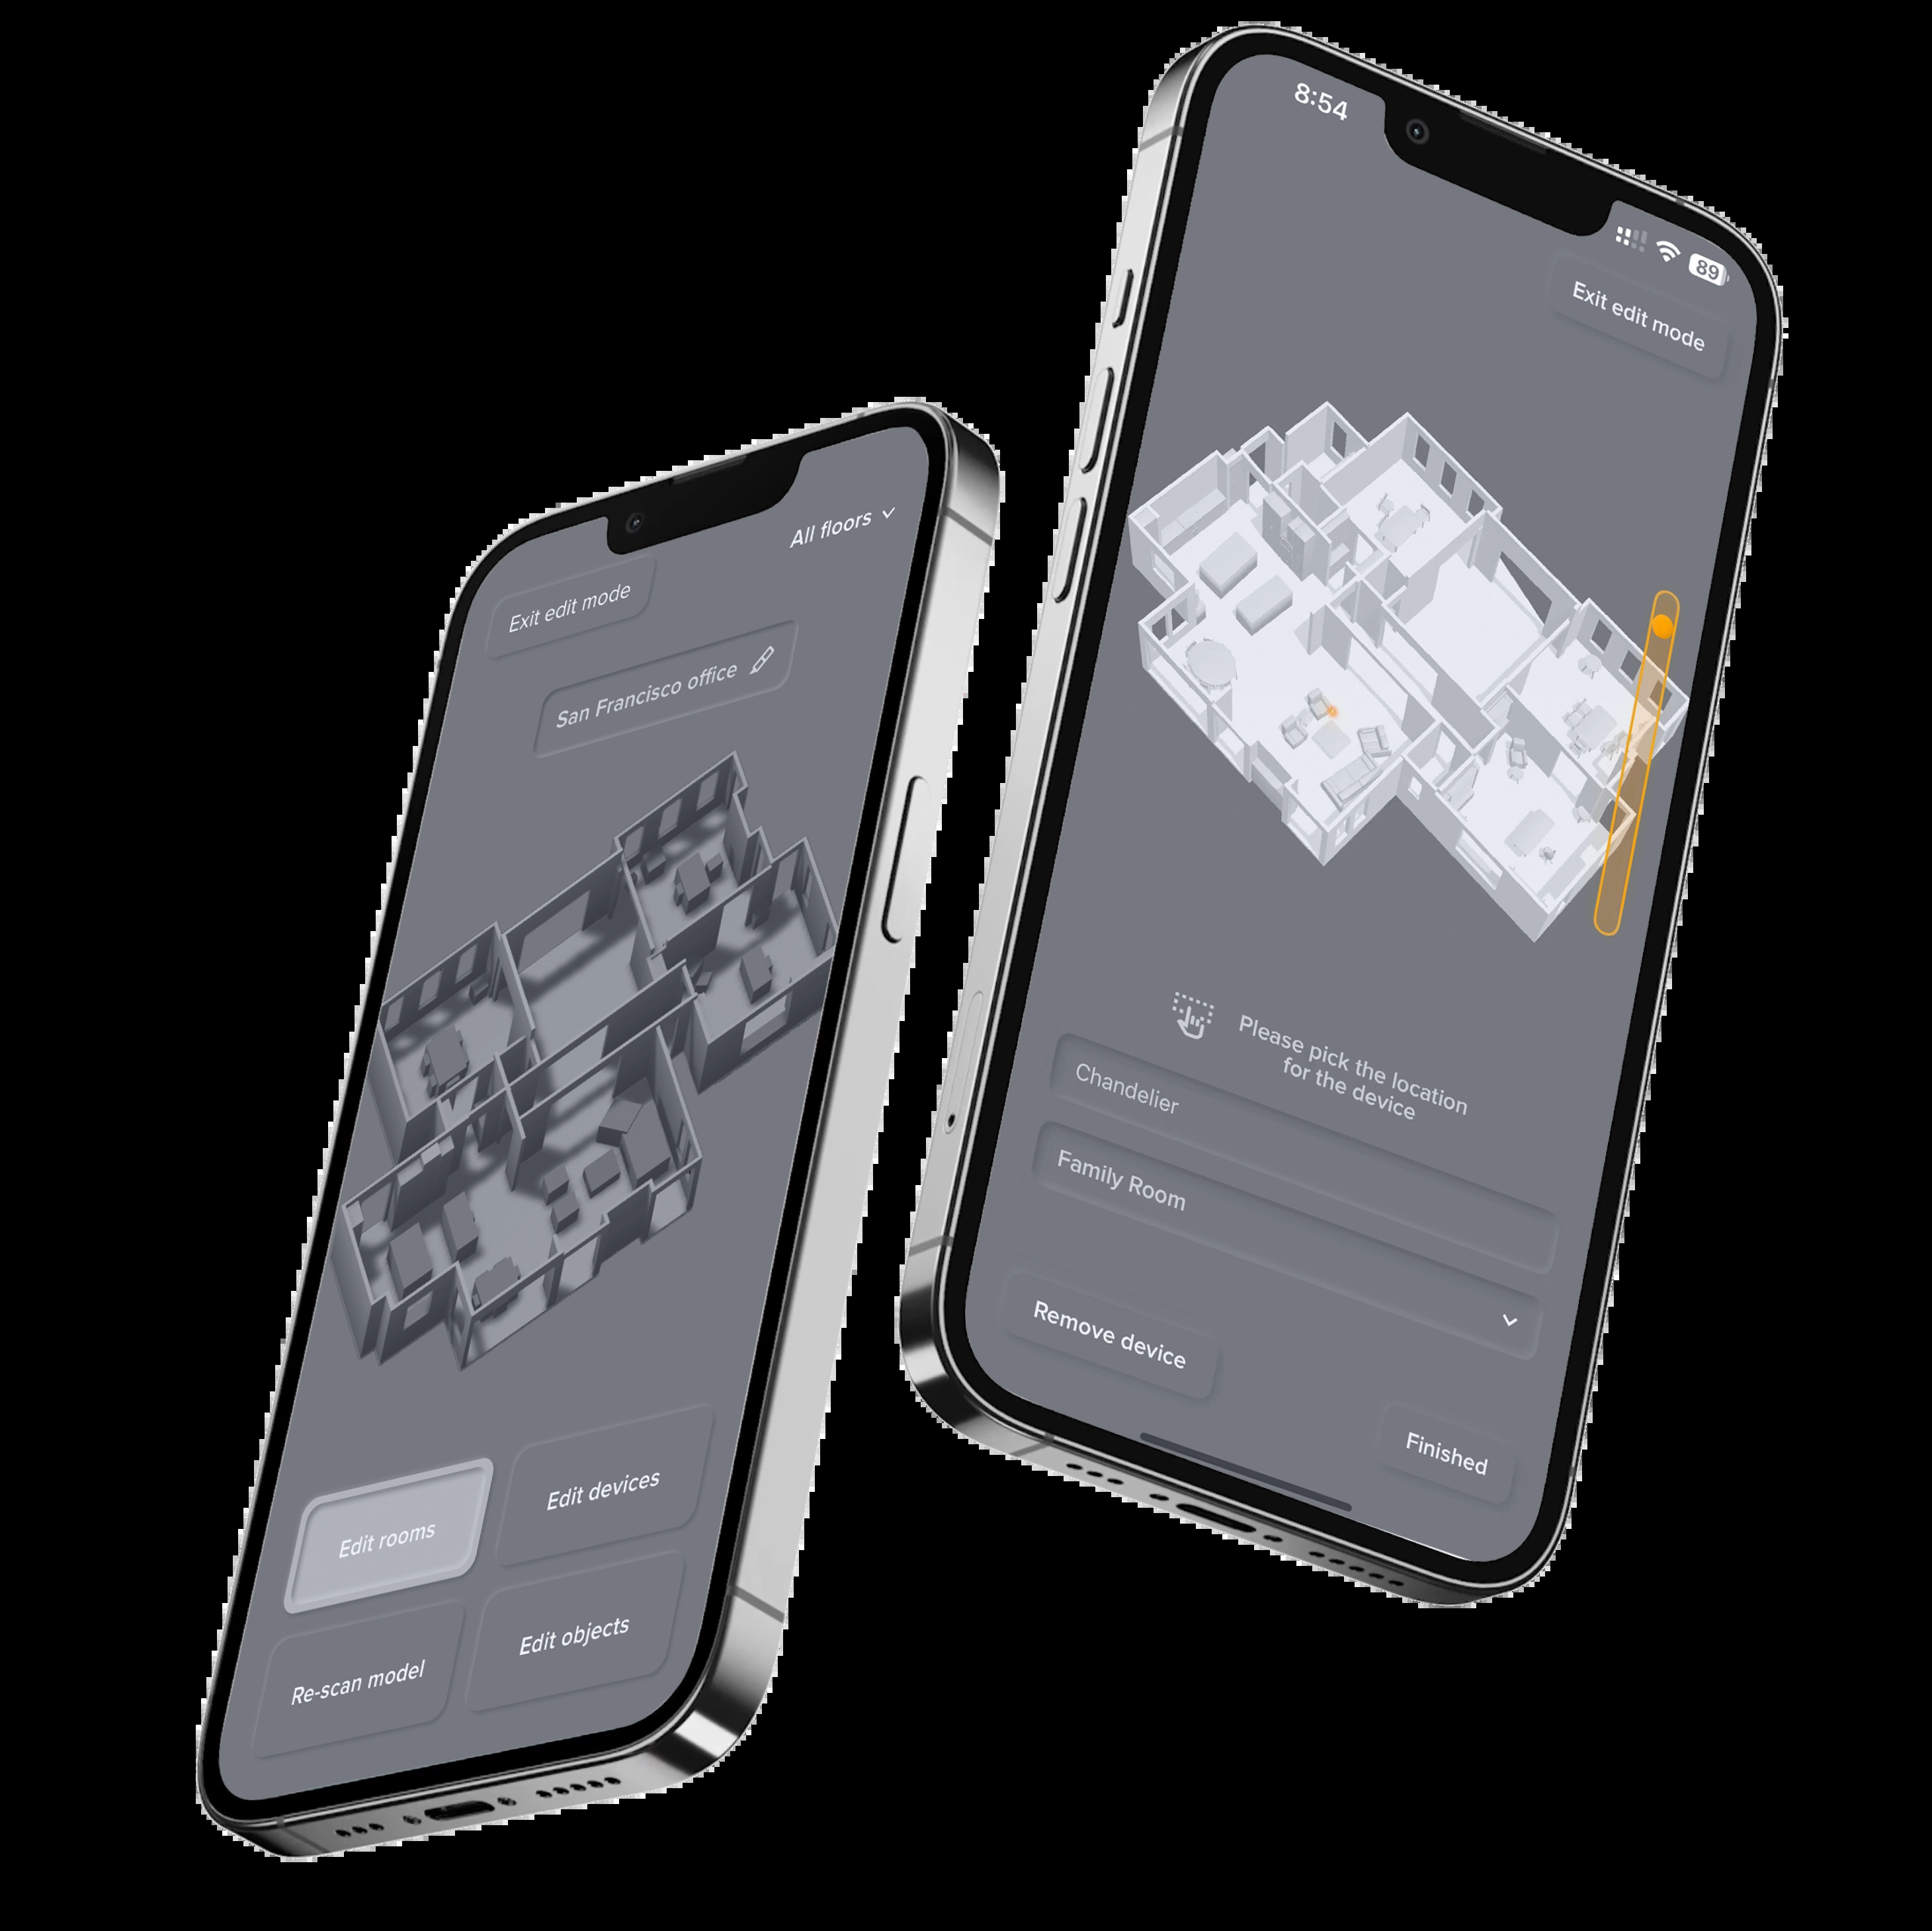 All floors
Exit edit mode
San Francisco office
Edit rooms
Edit devices
Re-scan model
Edit objects
8:54
89
Exit edit mode
Please pick the location
for the device
Chandelier
Family Room
Remove device
Finished